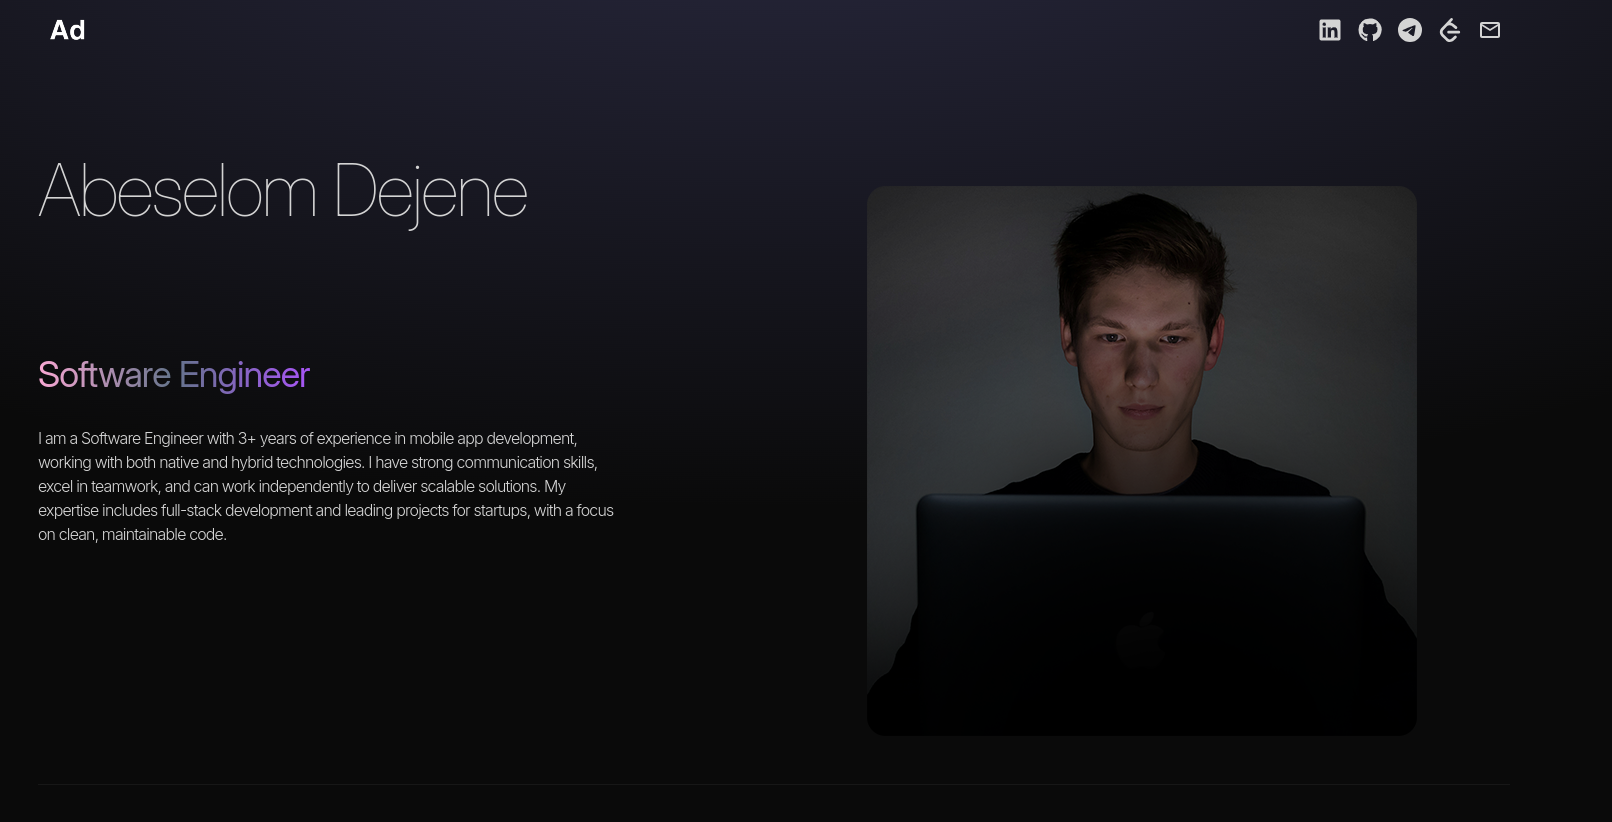 Ad
Abeselom Dejene
Software Engineer
I am a Software Engineer with 3+ years of experience in mobile app development,
working with both native and hybrid technologies. I have strong communication skills,
excel in teamwork, and can work independently to deliver scalable solutions. My
expertise includes full-stack development and leading projects for startups, with a focus
on clean, maintainable code.